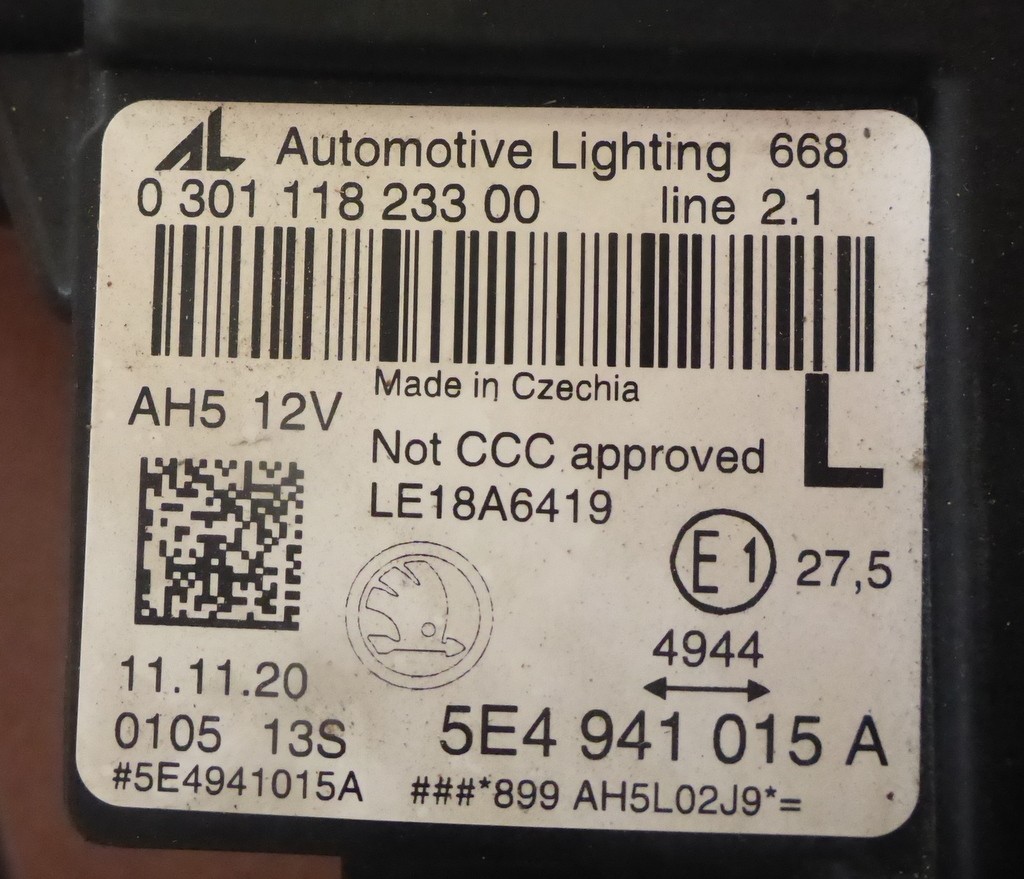 AL Automotive Lighting 668
0 301 118 233 00 line 2.1
Made in Czechia
AH5 12V
L
Not CCC approved
LE18A6419
E1 27,5
4944
11.11.20
0105 13S
5E4 941 015 A
#5E4941015A ###*899 AH5L02J9*=